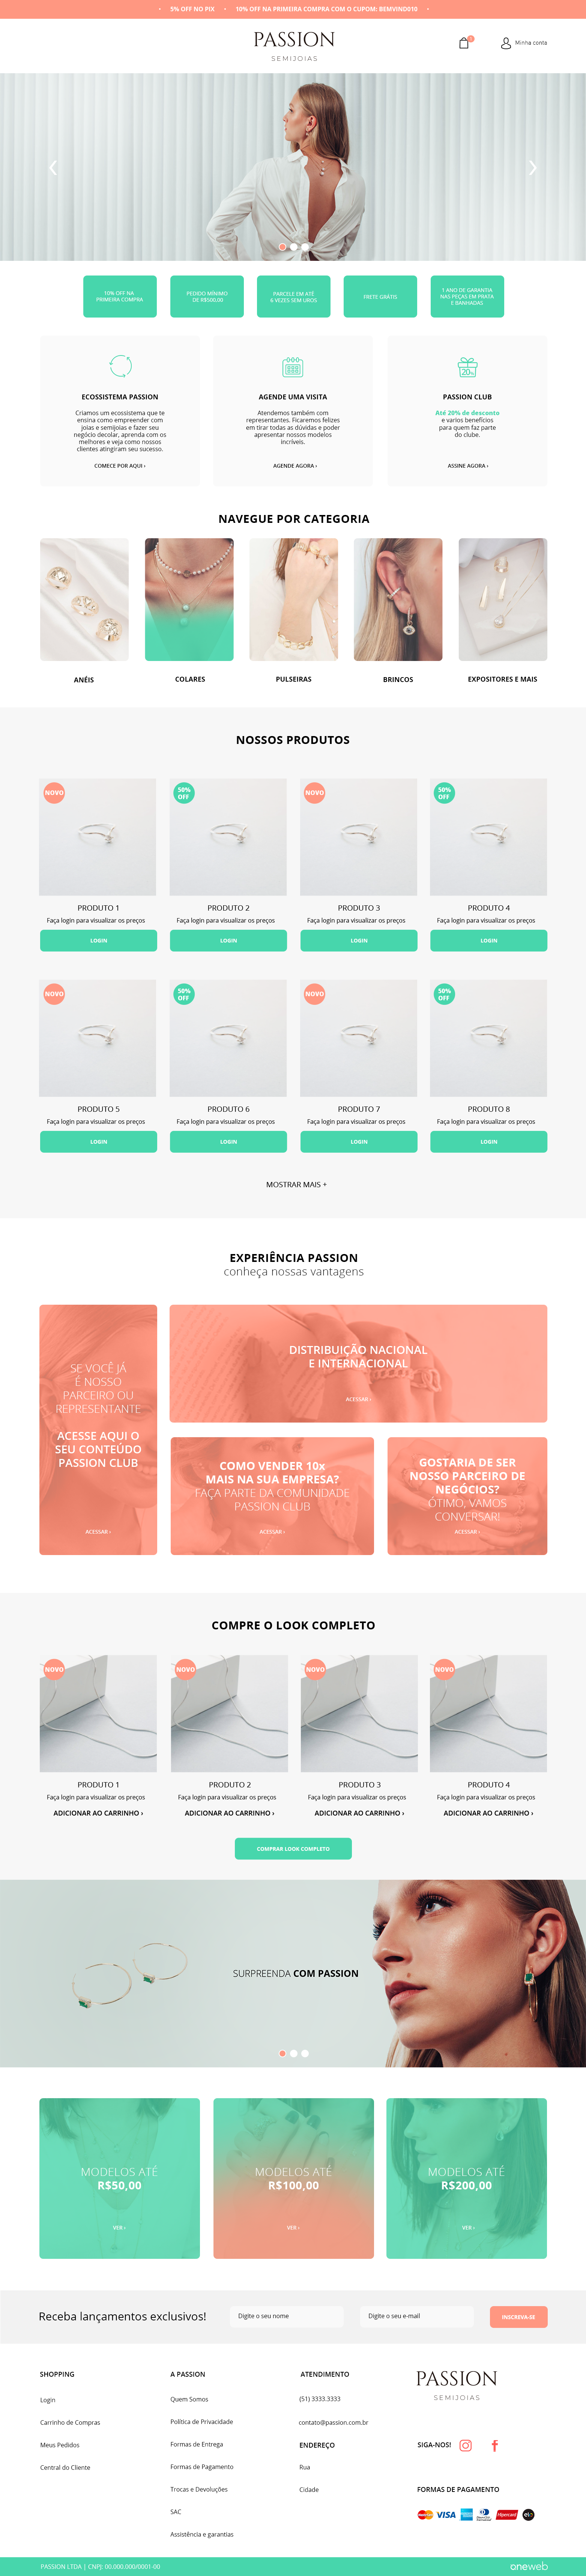 • 5% OFF NO PIX • 10% OFF NA PRIMEIRA COMPRA COM O CUPOM: BEMVINDO10 •
PASSION
SEMIJOIAS
Minha conta
10% OFF NA
PRIMEIRA COMPRA
PEDIDO MÍNIMO
DE R$500,00
PARCELE EM ATÉ
6 VEZES SEM UROS
FRETE GRÁTIS
1 ANO DE GARANTIA
NAS PEÇAS EM PRATA
E BANHADAS
ECOSSISTEMA PASSION
Criamos um ecossistema que te
ensina como empreender com
joias e semijóias e fazer seu
negócio decolar, aprenda com os
melhores e veja como nossos
clientes atingiram seu sucesso.
COMECE POR AQUI ›
AGENDE UMA VISITA
Atendemos também com
representantes. Ficaremos felizes
em tirar todas as dúvidas e poder
apresentar nossos modelos
incríveis.
AGENDE AGORA ›
20%
PASSION CLUB
Até 20% de desconto
e varios benefícios
para quem faz parte
do clube.
ASSINE AGORA ›
NAVEGUE POR CATEGORIA
ANÉIS
COLARES
PULSEIRAS
BRINCOS
EXPOSITORES E MAIS
NOSSOS PRODUTOS
NOVO
50%
OFF
NOVO
50%
OFF
PRODUTO 1
PRODUTO 2
PRODUTO 3
PRODUTO 4
Faça login para visualizar os preços
Faça login para visualizar os preços
Faça login para visualizar os preços
Faça login para visualizar os preços
LOGIN
LOGIN
LOGIN
LOGIN
NOVO
50%
OFF
NOVO
50%
OFF
PRODUTO 5
PRODUTO 6
PRODUTO 7
PRODUTO 8
Faça login para visualizar os preços
Faça login para visualizar os preços
Faça login para visualizar os preços
Faça login para visualizar os preços
LOGIN
LOGIN
LOGIN
LOGIN
MOSTRAR MAIS +
EXPERIÊNCIA PASSION
conheça nossas vantagens
SE VOCÊ JÁ
É NOSSO
PARCEIRO OU
REPRESENTANTE
ACESSE AQUI O
SEU CONTEÚDO
PASSION CLUB
ACESSAR ›
DISTRIBUIÇÃO NACIONAL
E INTERNACIONAL
ACESSAR ›
COMO VENDER 10x
MAIS NA SUA EMPRESA?
FAÇA PARTE DA COMUNIDADE
PASSION CLUB
ACESSAR ›
GOSTARIA DE SER
NOSSO PARCEIRO DE
NEGÓCIOS?
ÓTIMO, VAMOS
CONVERSAR!
ACESSAR ›
COMPRE O LOOK COMPLETO
NOVO
NOVO
NOVO
NOVO
PRODUTO 1
PRODUTO 2
PRODUTO 3
PRODUTO 4
Faça login para visualizar os preços
Faça login para visualizar os preços
Faça login para visualizar os preços
Faça login para visualizar os preços
ADICIONAR AO CARRINHO ›
ADICIONAR AO CARRINHO ›
ADICIONAR AO CARRINHO ›
ADICIONAR AO CARRINHO ›
COMPRAR LOOK COMPLETO
SURPREENDA COM PASSION
MODELOS ATÉ
R$50,00
VER ›
MODELOS ATÉ
R$100,00
VER ›
MODELOS ATÉ
R$200,00
VER ›
Receba lançamentos exclusivos!
Digite o seu nome
Digite o seu e-mail
INSCREVA-SE
SHOPPING
Login
Carrinho de Compras
Meus Pedidos
Central do Cliente
A PASSION
Quem Somos
Política de Privacidade
Formas de Entrega
Formas de Pagamento
Trocas e Devoluções
SAC
Assistência e garantias
ATENDIMENTO
(51) 3333.3333
contato@passion.com.br
ENDEREÇO
Rua
Cidade
PASSION
SEMIJOIAS
SIGA-NOS!
FORMAS DE PAGAMENTO
VISA
Hipercard
elo
PASSION LTDA | CNPJ: 00.000.000/0001-00
oneweb